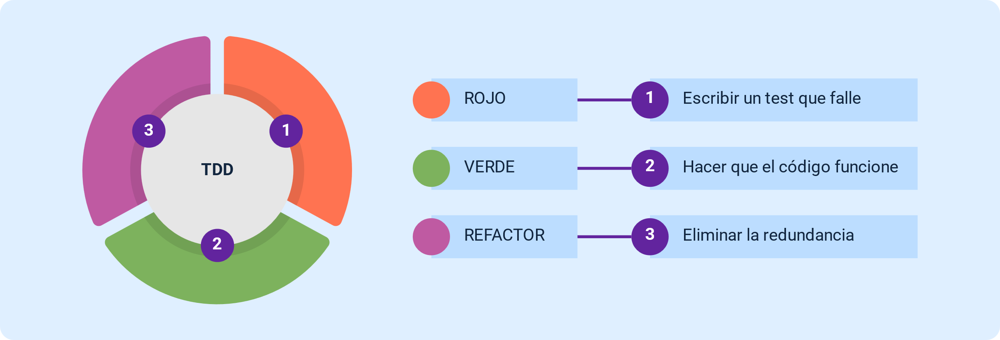 3
1
TDD
2
ROJO
1
Escribir un test que falle
VERDE
2
Hacer que el código funcione
REFACTOR
3
Eliminar la redundancia